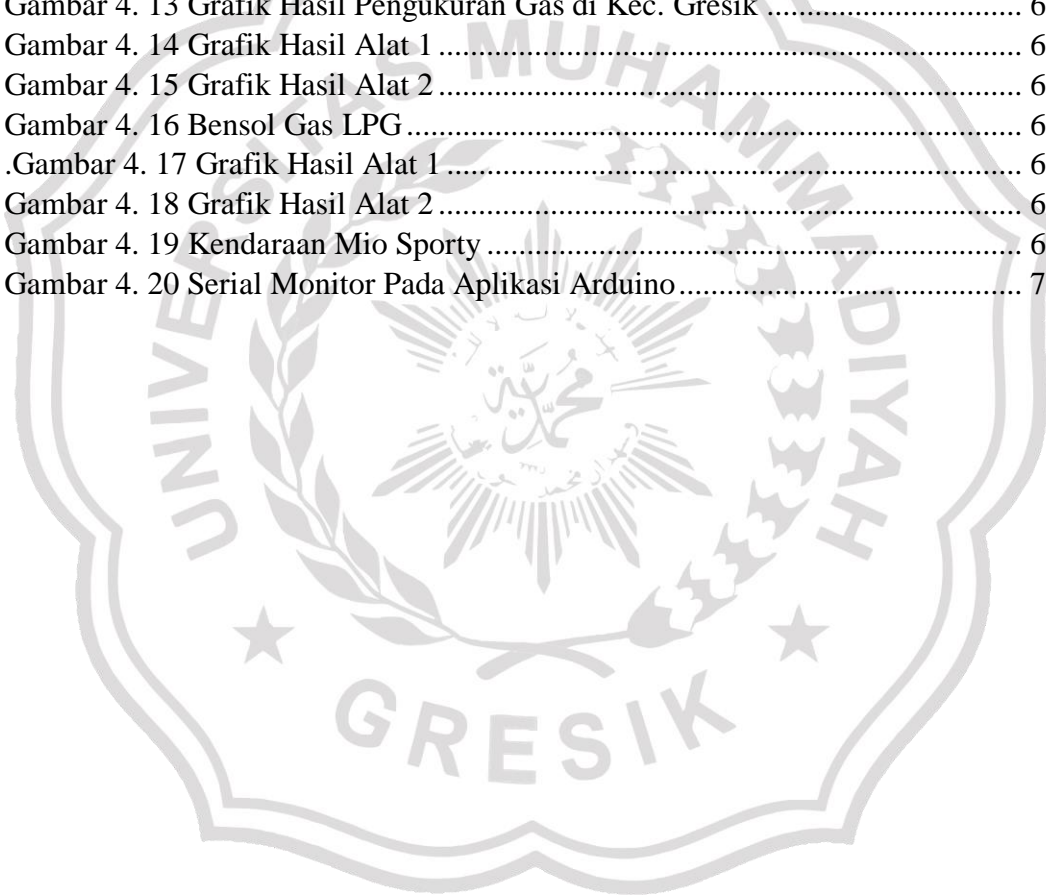 Gambar 4. 13 Grafik Hasil Pengukuran Gas di Kec. Gresik ................................ 6
Gambar 4. 14 Grafik Hasil Alat 1 ........................................................................ 6
Gambar 4. 15 Grafik Hasil Alat 2 ........................................................................ 6
Gambar 4. 16 Bensol Gas LPG ............................................................................ 6
.Gambar 4. 17 Grafik Hasil Alat 1 ....................................................................... 6
Gambar 4. 18 Grafik Hasil Alat 2 ........................................................................ 6
Gambar 4. 19 Kendaraan Mio Sporty .................................................................. 6
Gambar 4. 20 Serial Monitor Pada Aplikasi Arduino .......................................... 7
UNIVERSITAS MUHAMMADIYAH
محمد
GRESIK